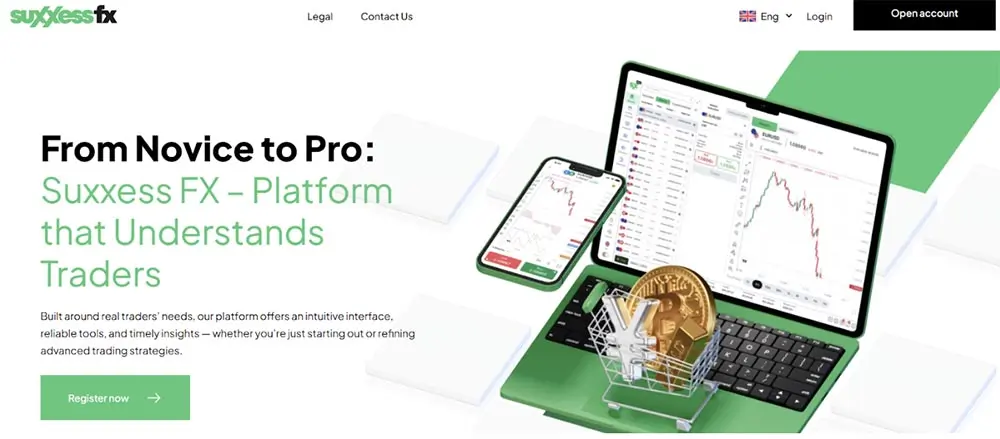 suxxessfx
Legal
Contact Us
Eng
Login
Open account
From Novice to Pro:
Suxxess FX – Platform
that Understands
Traders
Built around real traders' needs, our platform offers an intuitive interface,
reliable tools, and timely insights — whether you're just starting out or refining
advanced trading strategies.
Register now
EURUSD